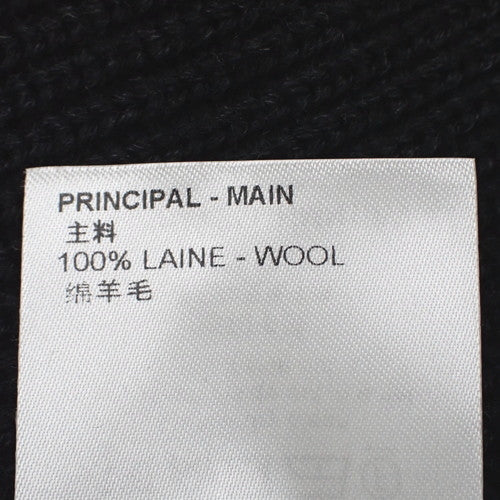 PRINCIPAL - MAIN
主料
100% LAINE - WOOL
绵羊毛